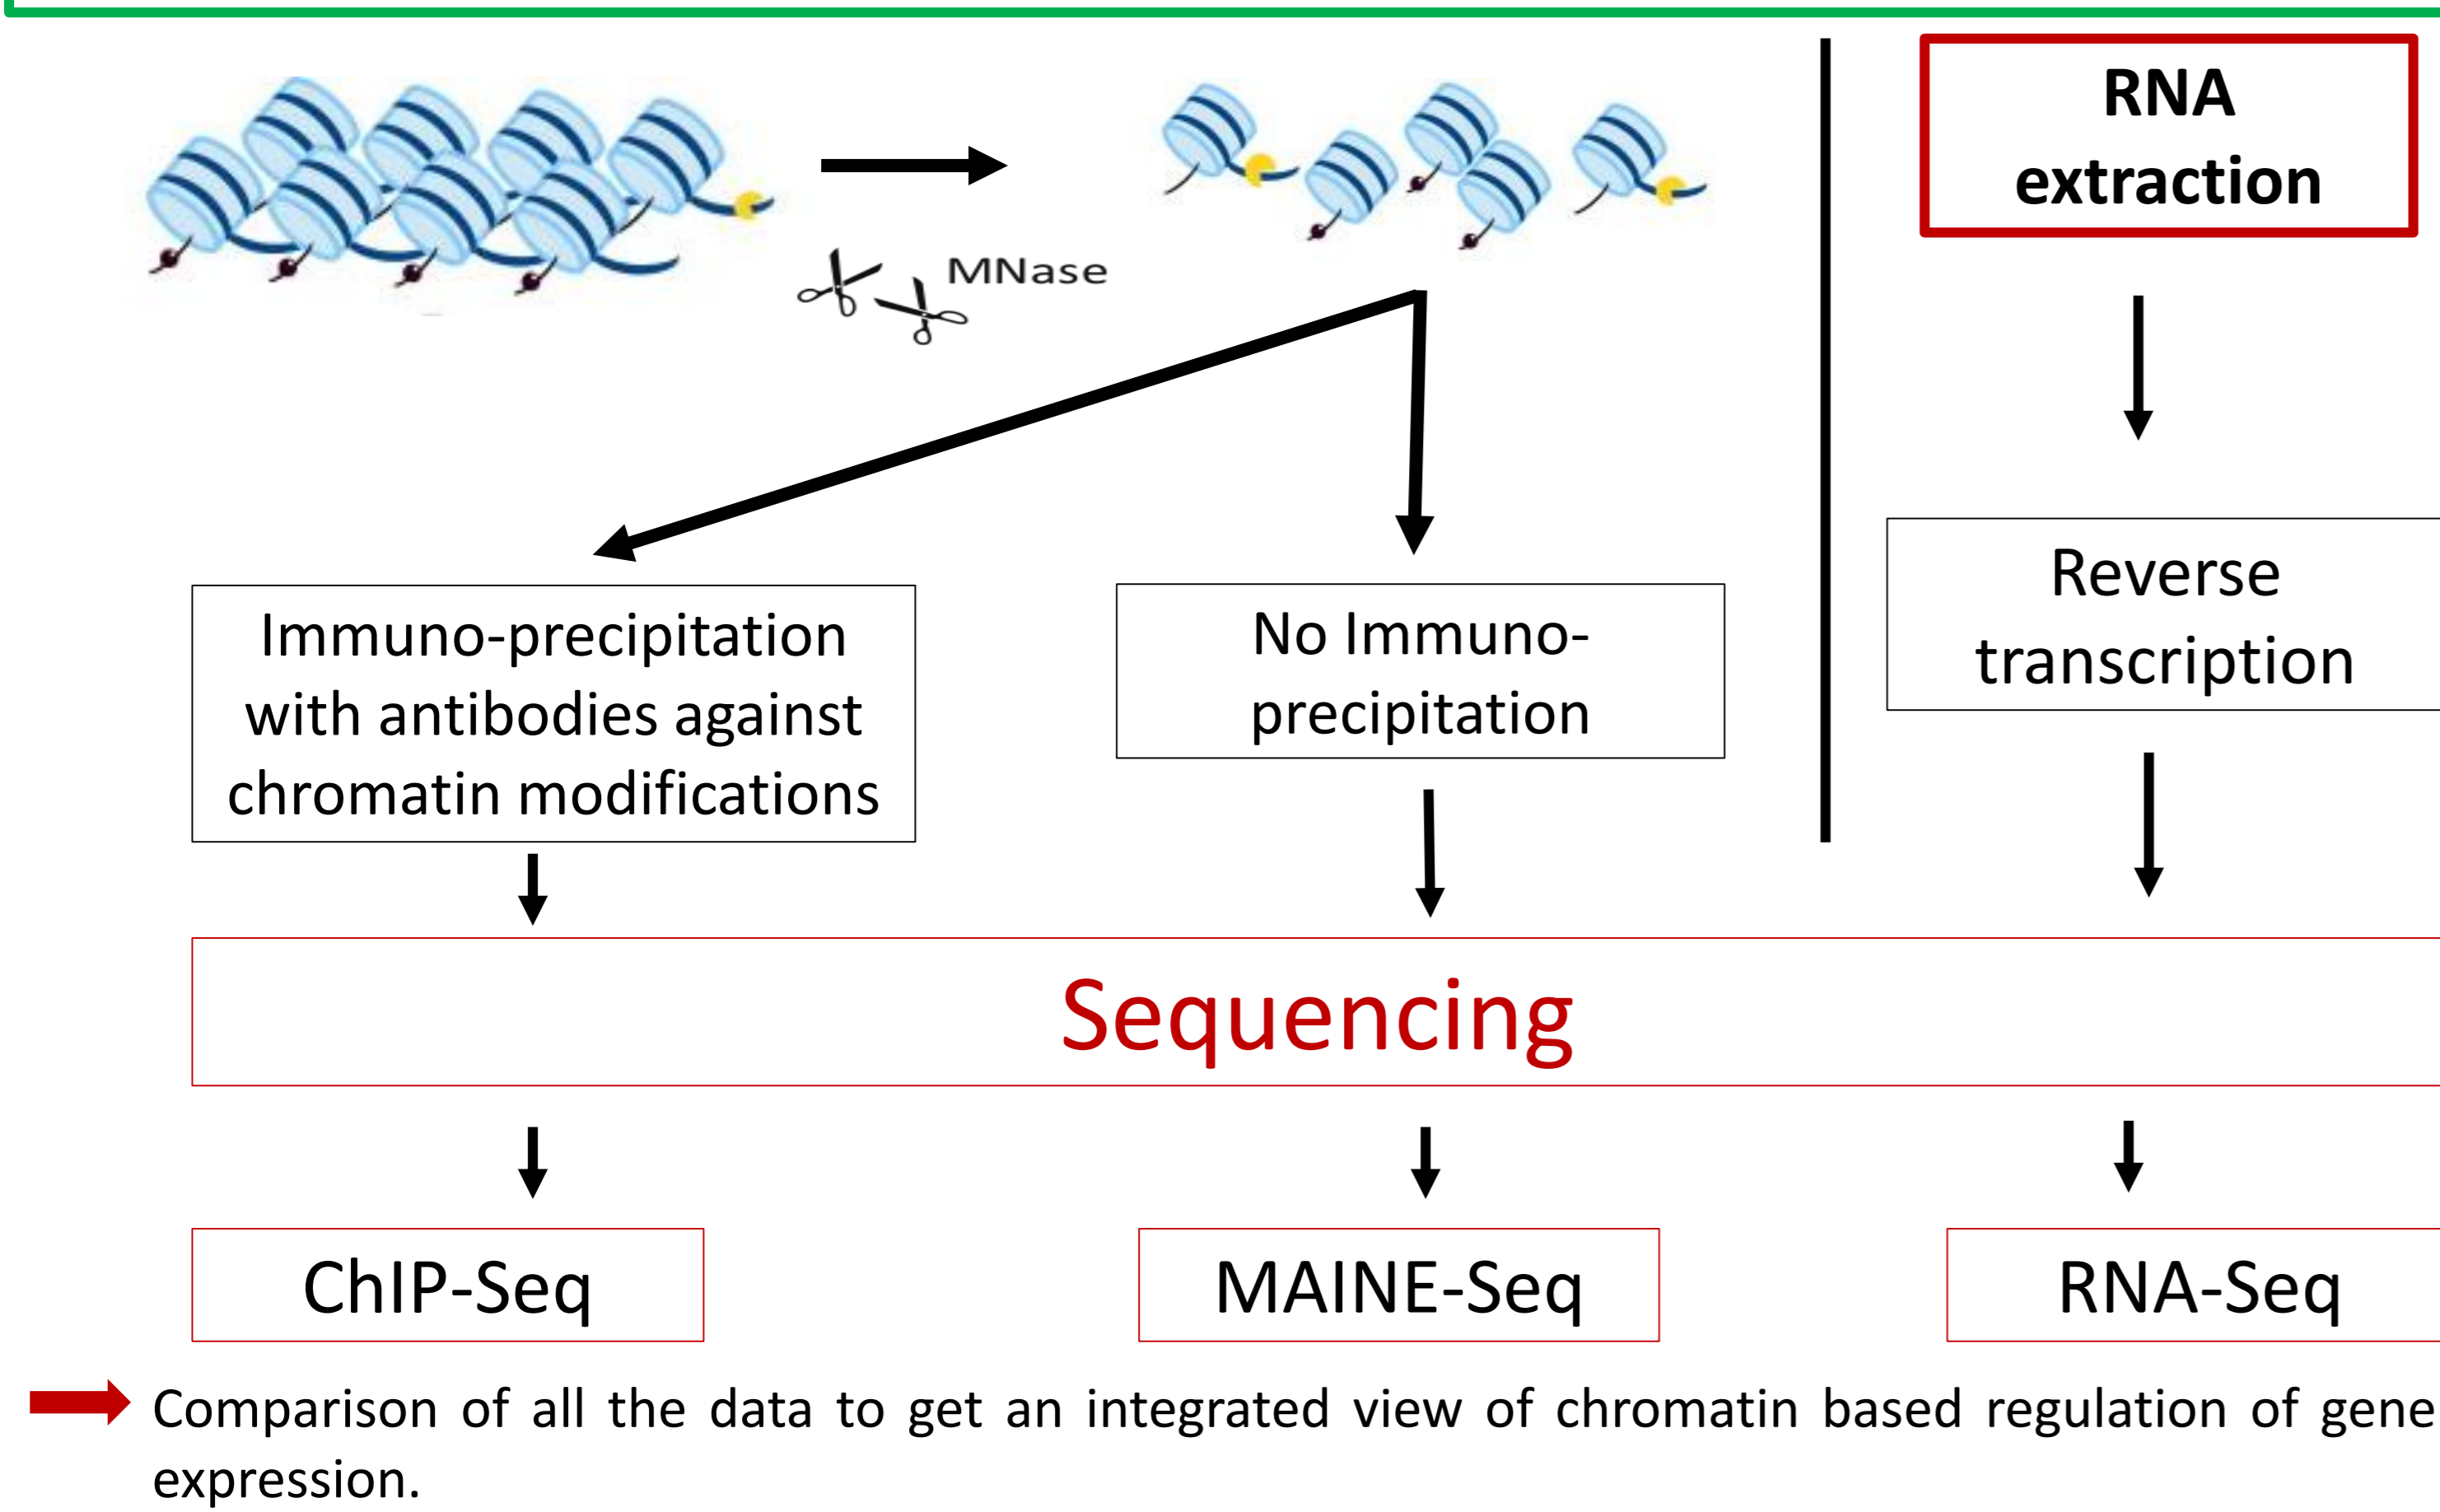 RNA
extraction
MNase
Immuno-precipitation
with antibodies against
chromatin modifications
No Immuno-
precipitation
Reverse
transcription
Sequencing
ChIP-Seq
MAINE-Seq
RNA-Seq
Comparison of all the data to get an integrated view of chromatin based regulation of gene
expression.